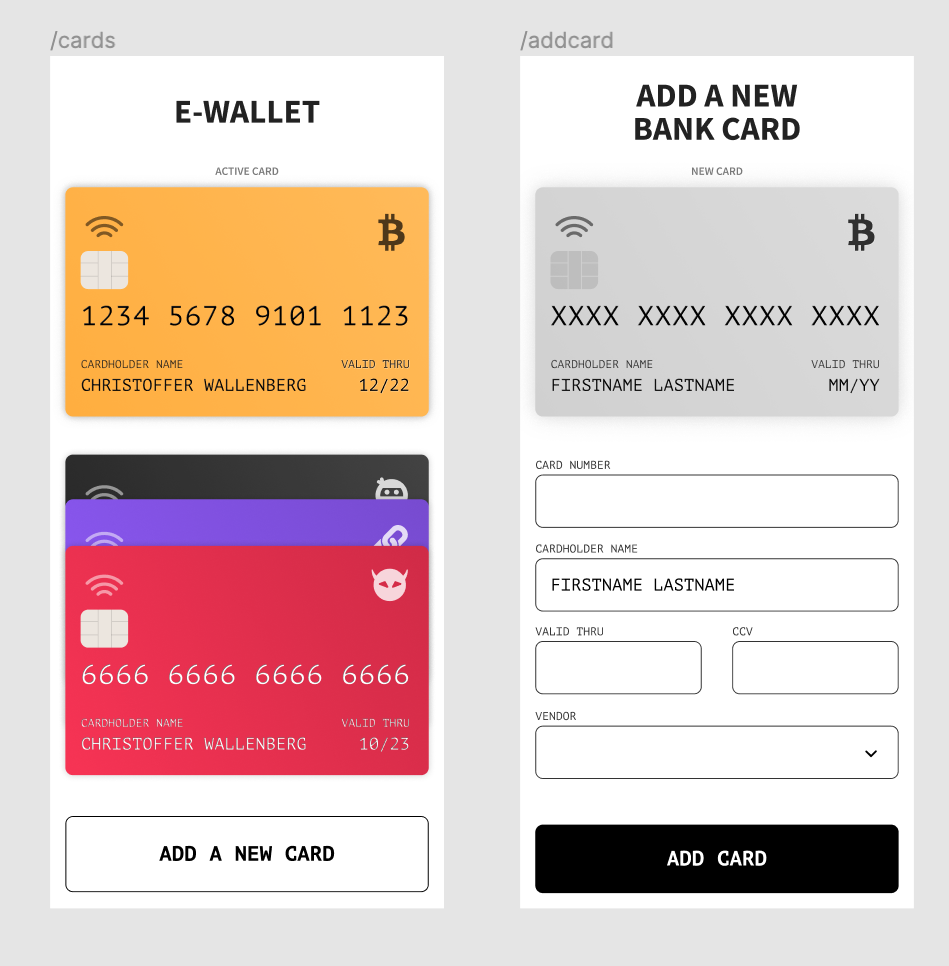 /cards
E-WALLET
ACTIVE CARD
1234 5678 9101 1123
CARDHOLDER NAME VALID THRU
CHRISTOFFER WALLENBERG 12/22
6666 6666 6666 6666
CARDHOLDER NAME VALID THRU
CHRISTOFFER WALLENBERG 10/23
ADD A NEW CARD
/addcard
ADD A NEW
BANK CARD
NEW CARD
XXXX XXXX XXXX XXXX
CARDHOLDER NAME VALID THRU
FIRSTNAME LASTNAME MM/YY
CARD NUMBER
CARDHOLDER NAME
FIRSTNAME LASTNAME
VALID THRU CCV
VENDOR
ADD CARD